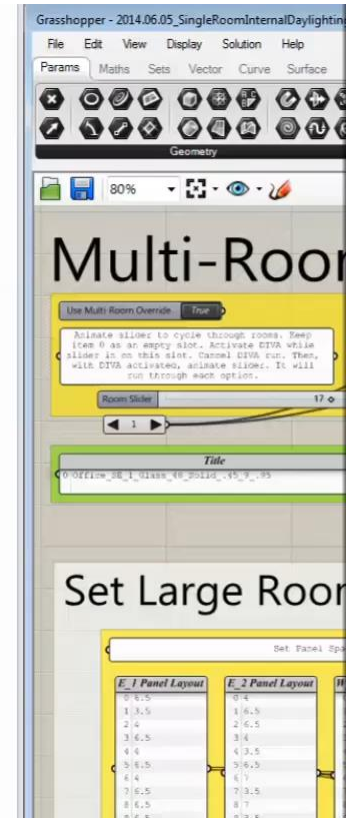 Grasshopper - 2014.06.05_SingleRoomInternalDaylighting
File Edit View Display Solution Help
Params Maths Sets Vector Curve Surface
Geometry
80%
Multi-Roo
Use Multi Room Override True
Animate slider to cycle through rooms. Keep
item 0 as an empty slot. Activate DIVA while
slider is on this slot. Cancel DIVA run. Then,
with DIVA activated, animate slider. It will
run through each option.
Room Slider 17
1
Title
0 Office_SE_1_Glass_40_Solid_.45_9_.95
Set Large Roo
Set Panel Spa
E_1 Panel Layout E_2 Panel Layout W
0 6.5 0 4
1 3.5 1 6.5
2 4 2 6.5
3 6.5 3 4
4 4 4 3.5
5 6.5 5 6.5
6 4 6 7
7 6.5 7 3.5
8 6.5 8 7